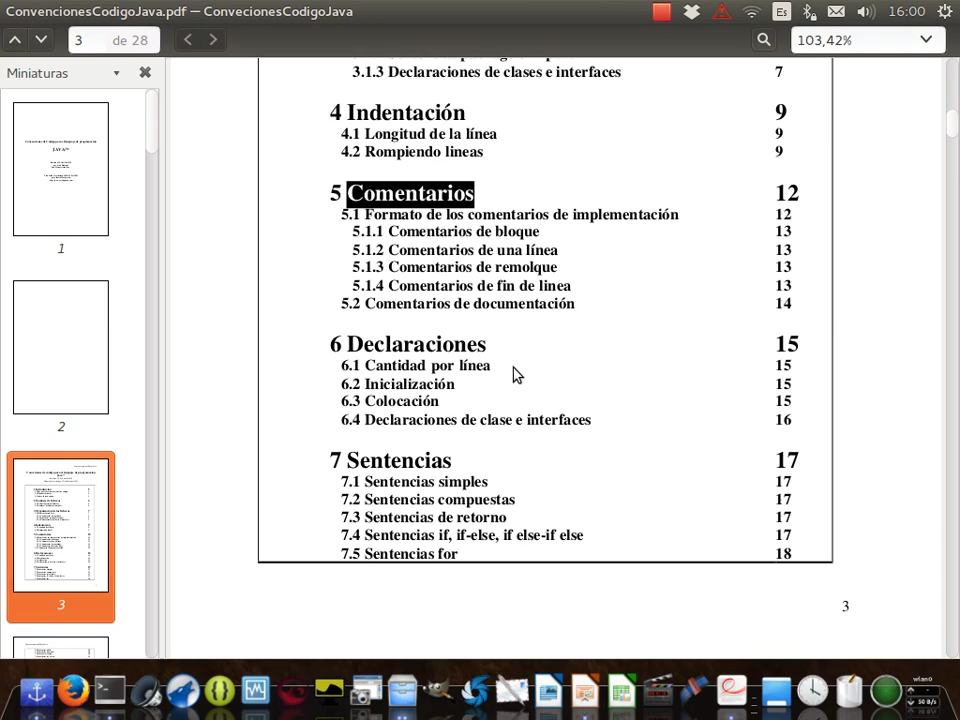 ConvencionesCodigoJava.pdf — ConvecionesCodigoJava
Es
16:00
3 de 28
103,42%
Miniaturas
1
2
3
3.1.3 Declaraciones de clases e interfaces 7
4 Indentación 9
4.1 Longitud de la línea 9
4.2 Rompiendo lineas 9
5 Comentarios 12
5.1 Formato de los comentarios de implementación 12
5.1.1 Comentarios de bloque 13
5.1.2 Comentarios de una línea 13
5.1.3 Comentarios de remolque 13
5.1.4 Comentarios de fin de linea 13
5.2 Comentarios de documentación 14
6 Declaraciones 15
6.1 Cantidad por línea 15
6.2 Inicialización 15
6.3 Colocación 15
6.4 Declaraciones de clase e interfaces 16
7 Sentencias 17
7.1 Sentencias simples 17
7.2 Sentencias compuestas 17
7.3 Sentencias de retorno 17
7.4 Sentencias if, if-else, if else-if else 17
7.5 Sentencias for 18
3
wlan0
50 B/s